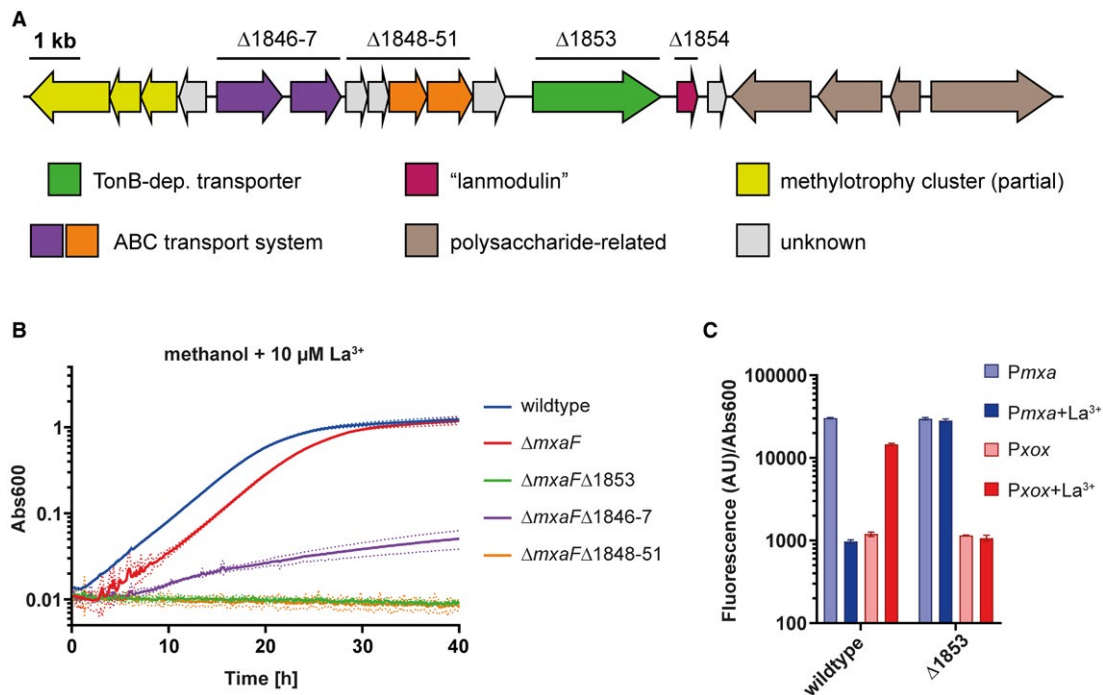 A
1 kb
Δ1846-7
Δ1848-51
Δ1853
Δ1854
TonB-dep. transporter
"lanmodulin"
methylotrophy cluster (partial)
ABC transport system
polysaccharide-related
unknown
B
methanol + 10 µM La³⁺
Abs600
1
0.1
0.01
0
10
20
30
40
Time [h]
wildtype
ΔmxaF
ΔmxaFΔ1853
ΔmxaFΔ1846-7
ΔmxaFΔ1848-51
C
Fluorescence (AU)/Abs600
100000
10000
1000
100
wildtype
Δ1853
Pmxa
Pmxa+La³⁺
Pxox
Pxox+La³⁺